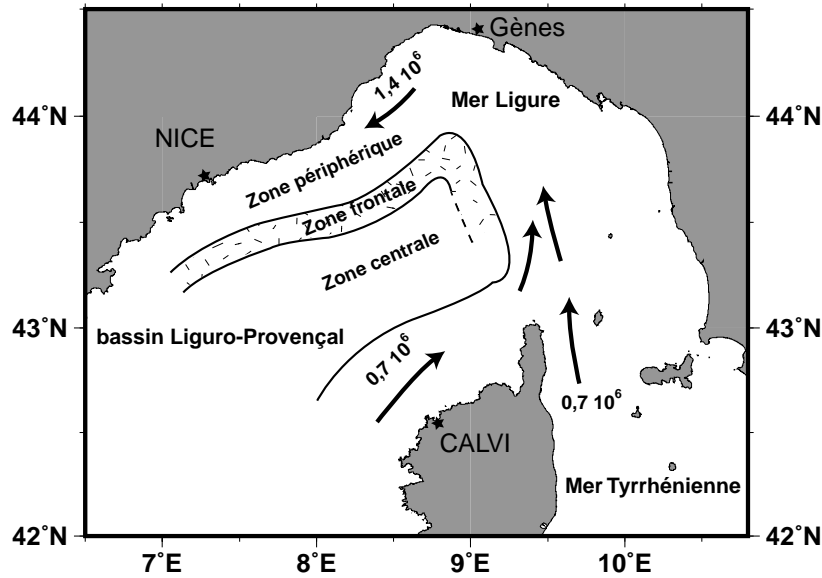 Gènes
1,4 10⁶
44°N
Mer Ligure
44°N
NICE
Zone périphérique
Zone frontale
Zone centrale
43°N
bassin Liguro-Provençal
43°N
0,7 10⁶
0,7 10⁶
CALVI
Mer Tyrrhénienne
42°N
42°N
7°E
8°E
9°E
10°E